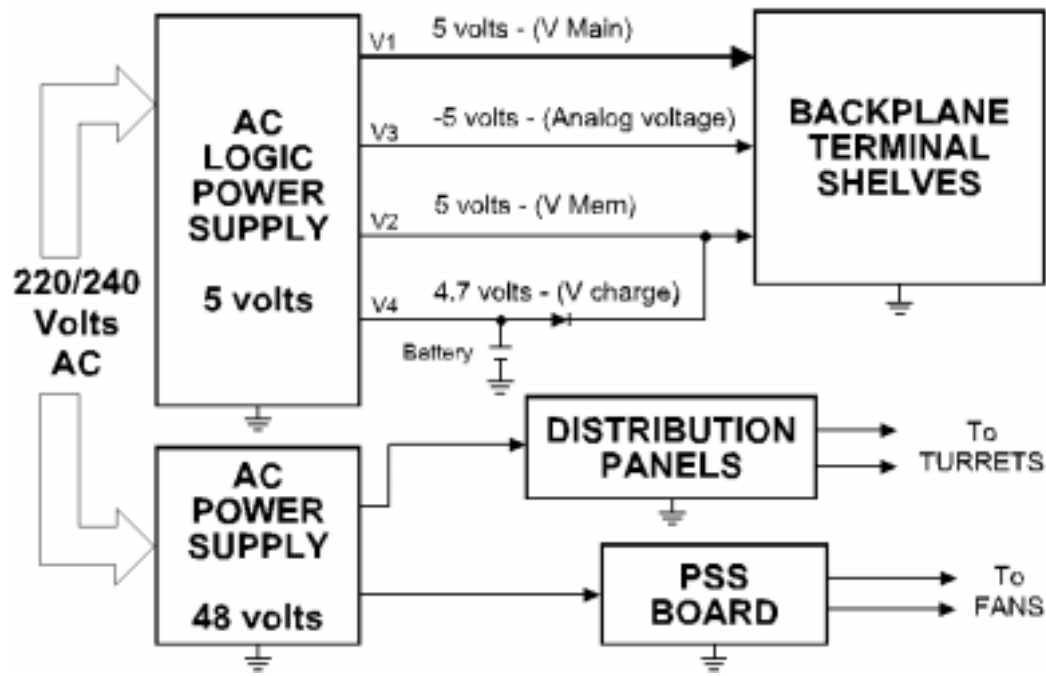 V1
5 volts - (V Main)
AC
LOGIC
POWER
SUPPLY
5 volts
V3
-5 volts - (Analog voltage)
BACKPLANE
TERMINAL
SHELVES
V2
5 volts - (V Mem)
V4
4.7 volts - (V charge)
Battery
220/240
Volts
AC
AC
POWER
SUPPLY
48 volts
DISTRIBUTION
PANELS
To
TURRETS
PSS
BOARD
To
FANS